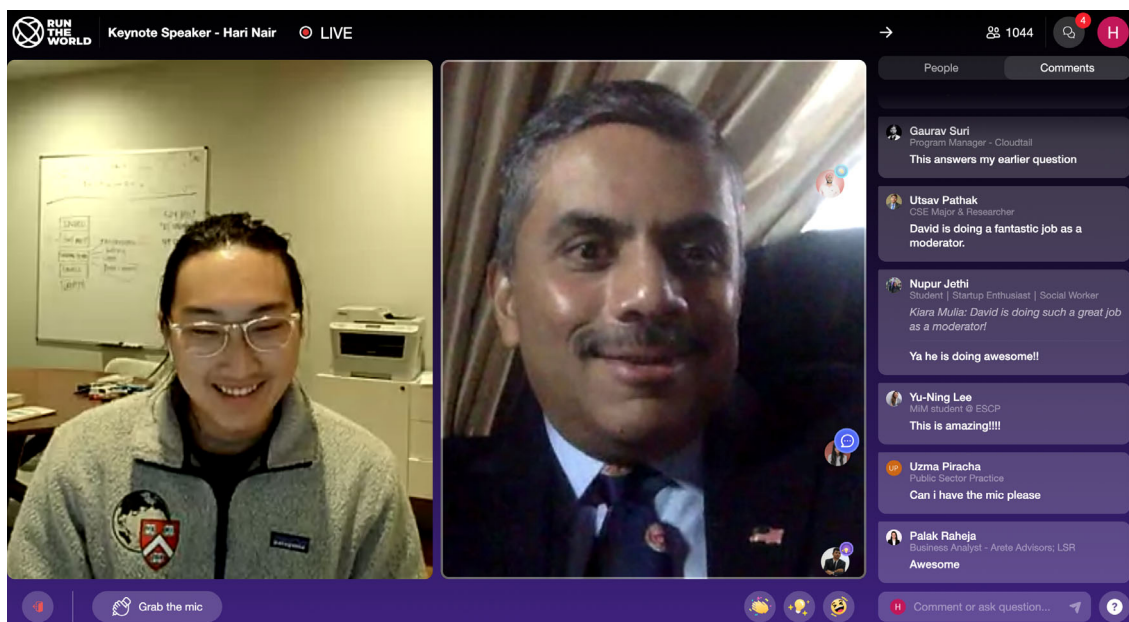 RUN
THE
WORLD
Keynote Speaker - Hari Nair
LIVE
1044
4
H
People
Comments
Gaurav Suri
Program Manager - Cloudtail
This answers my earlier question
Utsav Pathak
CSE Major & Researcher
David is doing a fantastic job as a
moderator.
Nupur Jethi
Student | Startup Enthusiast | Social Worker
Kiara Mulia: David is doing such a great job
as a moderator!
Ya he is doing awesome!!
Yu-Ning Lee
MiM student @ ESCP
This is amazing!!!!
UP
Uzma Piracha
Public Sector Practice
Can i have the mic please
Palak Raheja
Business Analyst - Arete Advisors; LSR
Awesome
patagonia
Grab the mic
H
Comment or ask question...
?